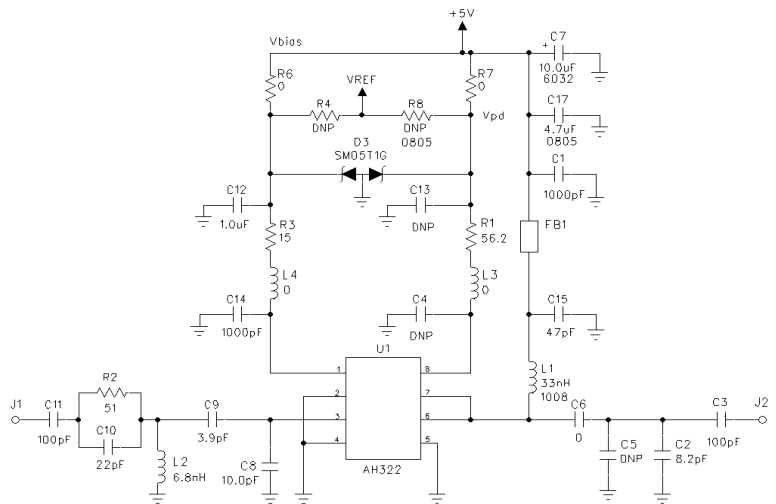 +5V
Vbias
C7
+
10.0uF
6032
R6
0
VREF
R7
0
R4
DNP
R8
DNP
0805
Vpd
C17
4.7uF
0805
D3
SM05T1G
C1
1000pF
C12
1.0uF
C13
DNP
R3
15
R1
56.2
FB1
L4
0
L3
0
C14
1000pF
C4
DNP
C15
47pF
U1
1
2
3
4
8
7
6
5
AH322
L1
33nH
1008
J1
C11
100pF
R2
51
C10
22pF
C9
3.9pF
L2
6.8nH
C8
10.0pF
C6
0
C5
DNP
C2
8.2pF
C3
100pF
J2